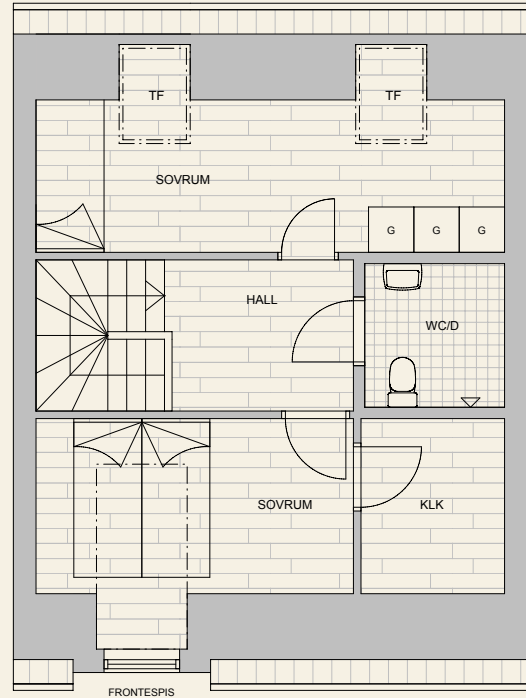 TF
TF
SOVRUM
G
G
G
HALL
WC/D
SOVRUM
KLK
FRONTESPIS